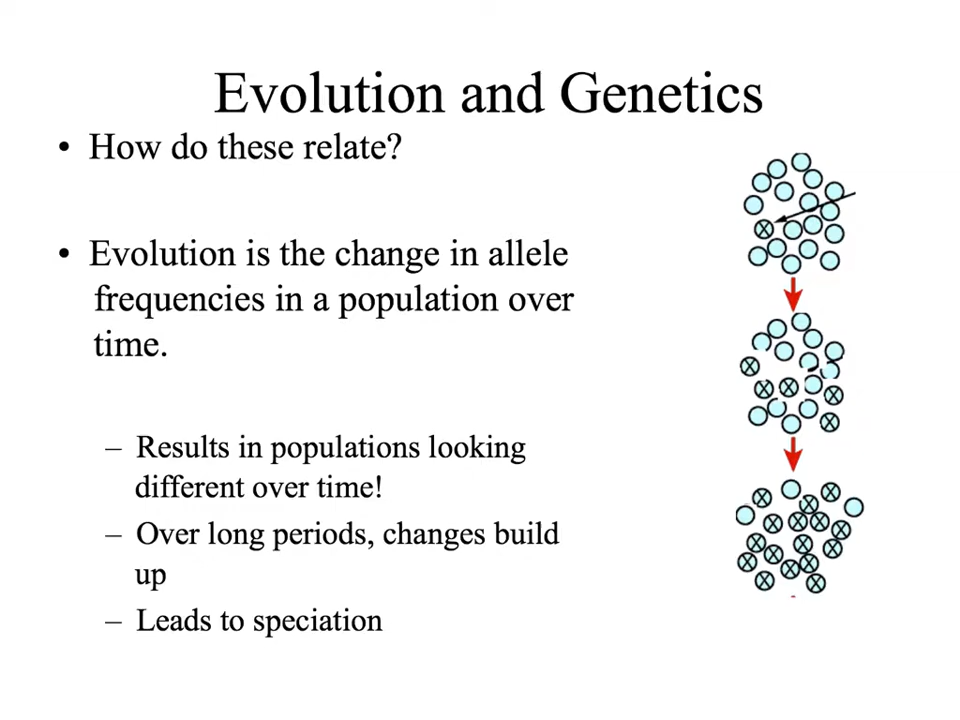 Evolution and Genetics
• How do these relate?
• Evolution is the change in allele
frequencies in a population over
time.
– Results in populations looking
different over time!
– Over long periods, changes build
up
– Leads to speciation